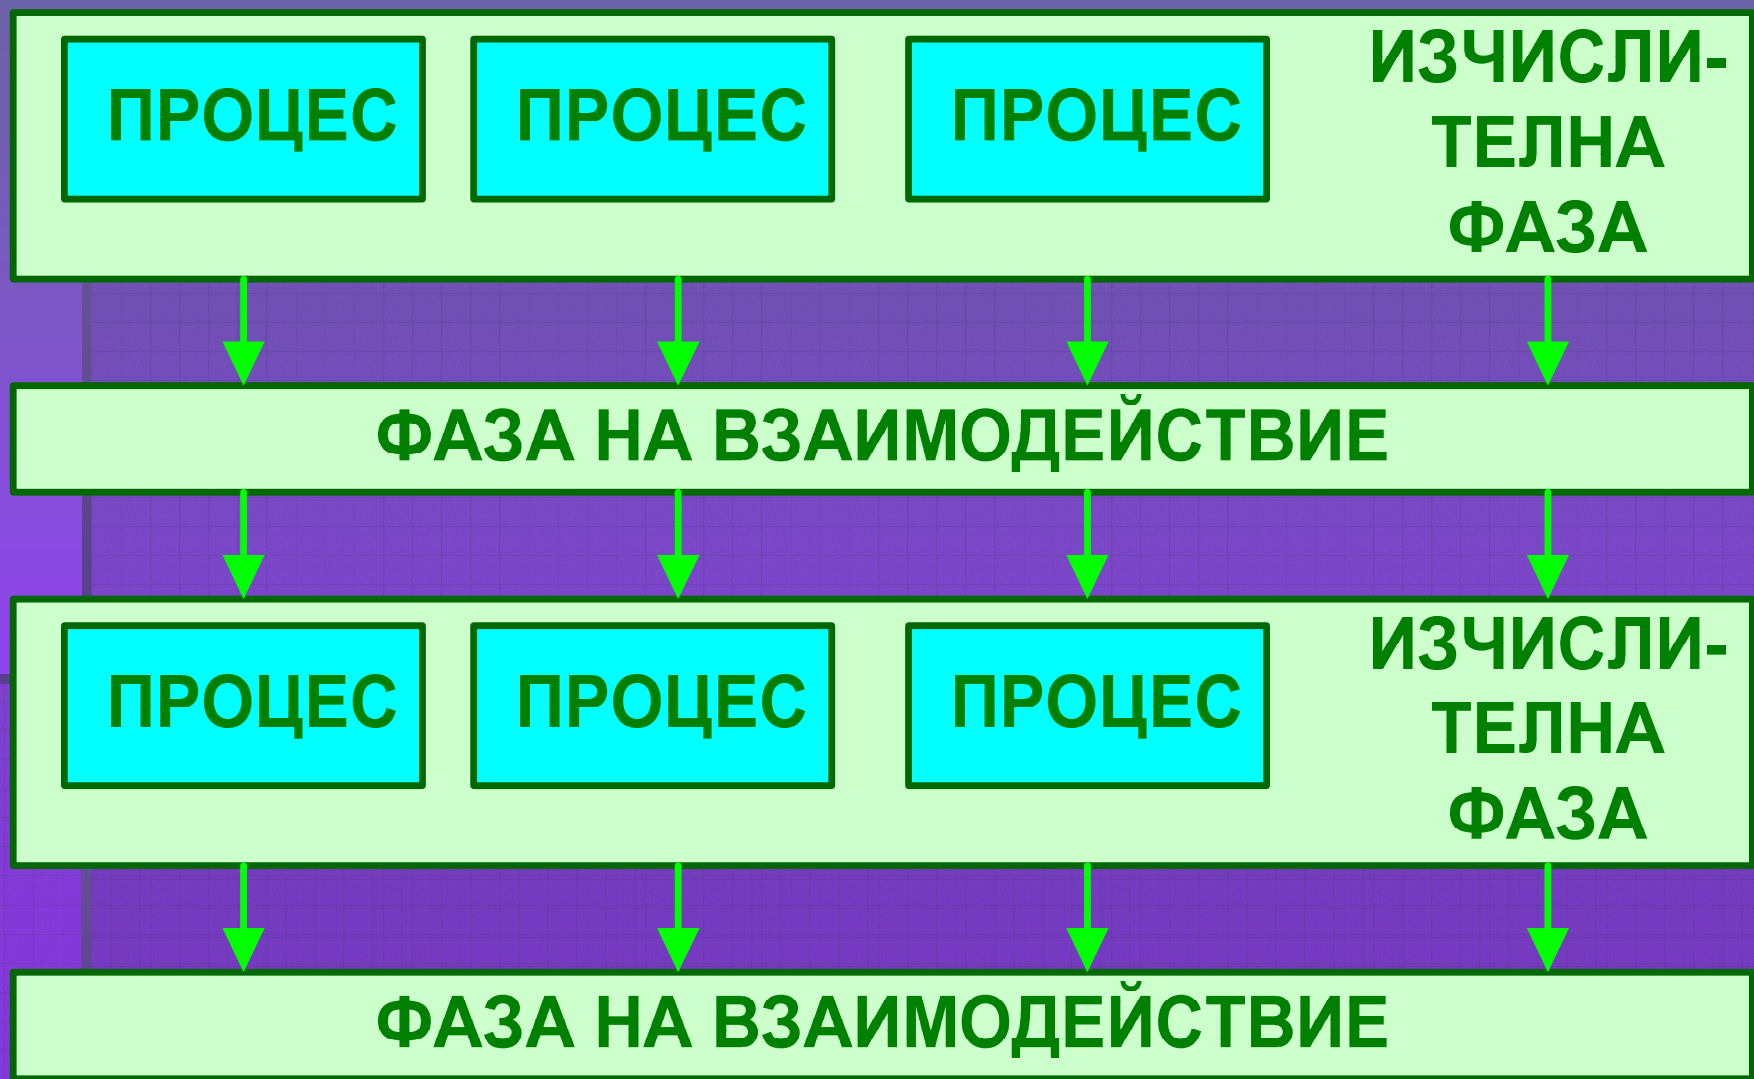 ПРОЦЕС ПРОЦЕС ПРОЦЕС
ИЗЧИСЛИ-
ТЕЛНА
ФАЗА
ФАЗА НА ВЗАИМОДЕЙСТВИЕ
ПРОЦЕС ПРОЦЕС ПРОЦЕС
ИЗЧИСЛИ-
ТЕЛНА
ФАЗА
ФАЗА НА ВЗАИМОДЕЙСТВИЕ